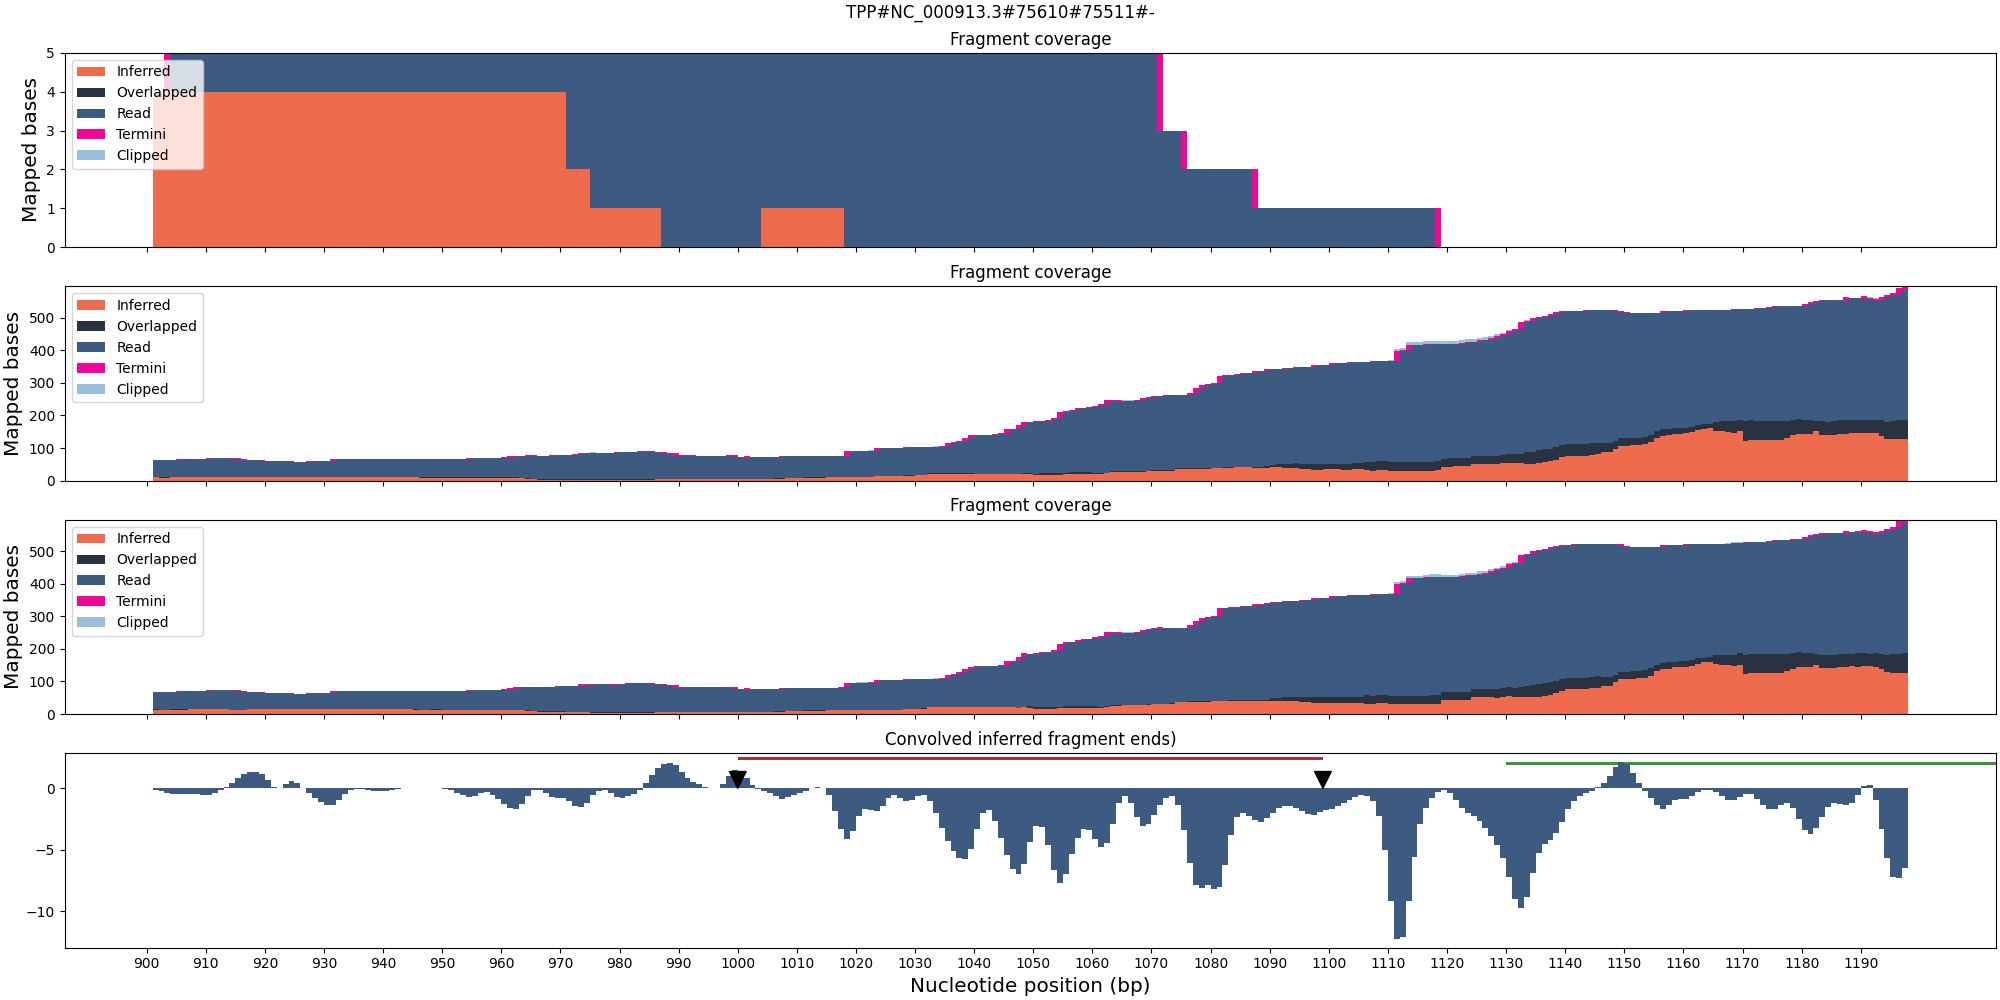 TPP#NC_000913.3#75610#75511#-
Fragment coverage
Mapped bases
5
4
3
2
1
0
Inferred
Overlapped
Read
Termini
Clipped
Fragment coverage
Mapped bases
500
400
300
200
100
0
Inferred
Overlapped
Read
Termini
Clipped
Fragment coverage
Mapped bases
500
400
300
200
100
0
Inferred
Overlapped
Read
Termini
Clipped
Convolved inferred fragment ends)
0
−5
−10
900 910 920 930 940 950 960 970 980 990 1000 1010 1020 1030 1040 1050 1060 1070 1080 1090 1100 1110 1120 1130 1140 1150 1160 1170 1180 1190
Nucleotide position (bp)